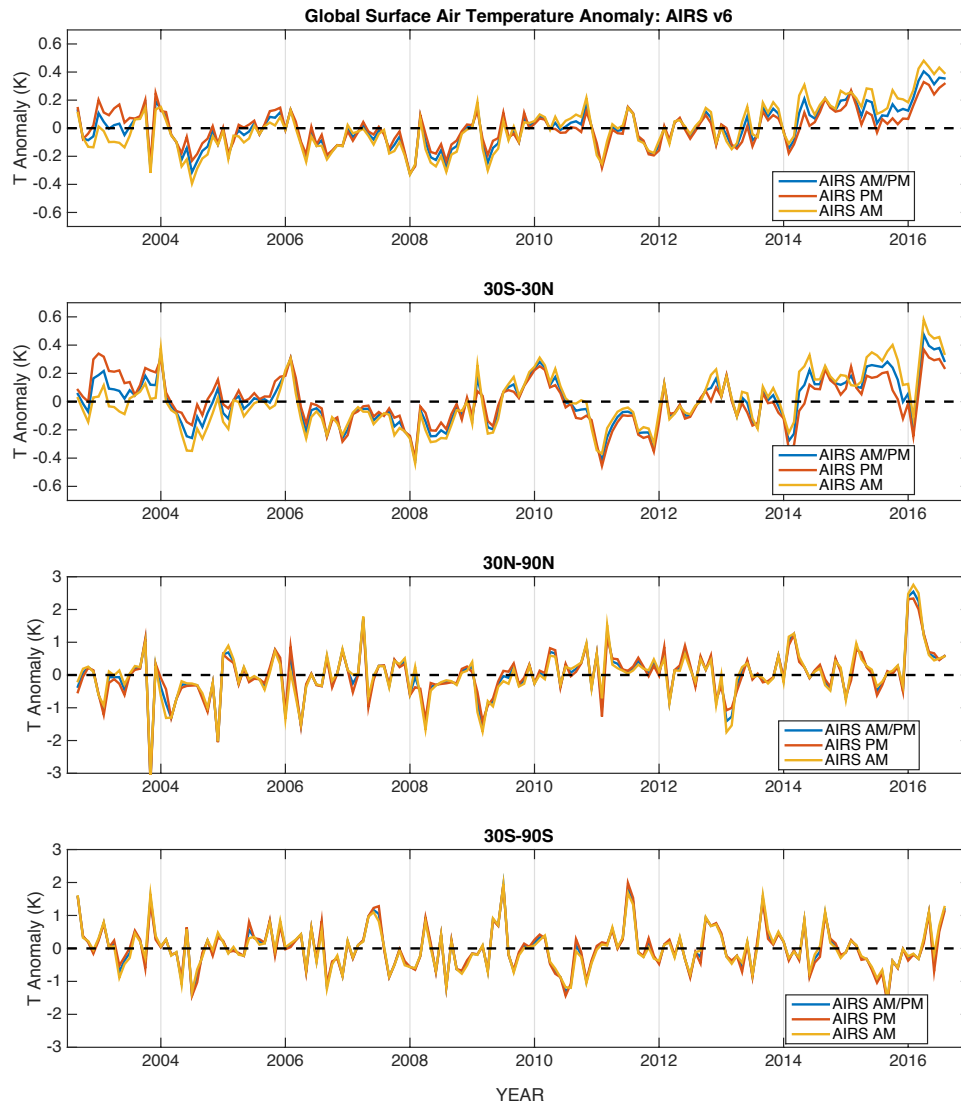 Global Surface Air Temperature Anomaly: AIRS v6
T Anomaly (K)
0.6
0.4
0.2
0
-0.2
-0.4
-0.6
AIRS AM/PM
AIRS PM
AIRS AM
2004 2006 2008 2010 2012 2014 2016
30S-30N
T Anomaly (K)
0.6
0.4
0.2
0
-0.2
-0.4
-0.6
AIRS AM/PM
AIRS PM
AIRS AM
2004 2006 2008 2010 2012 2014 2016
30N-90N
T Anomaly (K)
3
2
1
0
-1
-2
-3
AIRS AM/PM
AIRS PM
AIRS AM
2004 2006 2008 2010 2012 2014 2016
30S-90S
T Anomaly (K)
3
2
1
0
-1
-2
-3
AIRS AM/PM
AIRS PM
AIRS AM
2004 2006 2008 2010 2012 2014 2016
YEAR